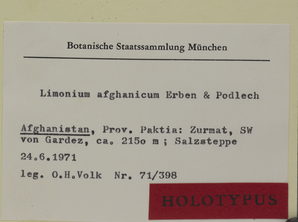 Botanische Staatssammlung München
Limonium afghanicum Erben & Podlech
Afghanistan, Prov. Paktia: Zurmat, SW
von Gardez, ca. 215o m ; Salzsteppe
24.6.1971
leg. O.H.Volk Nr. 71/398
HOLOTYPUS